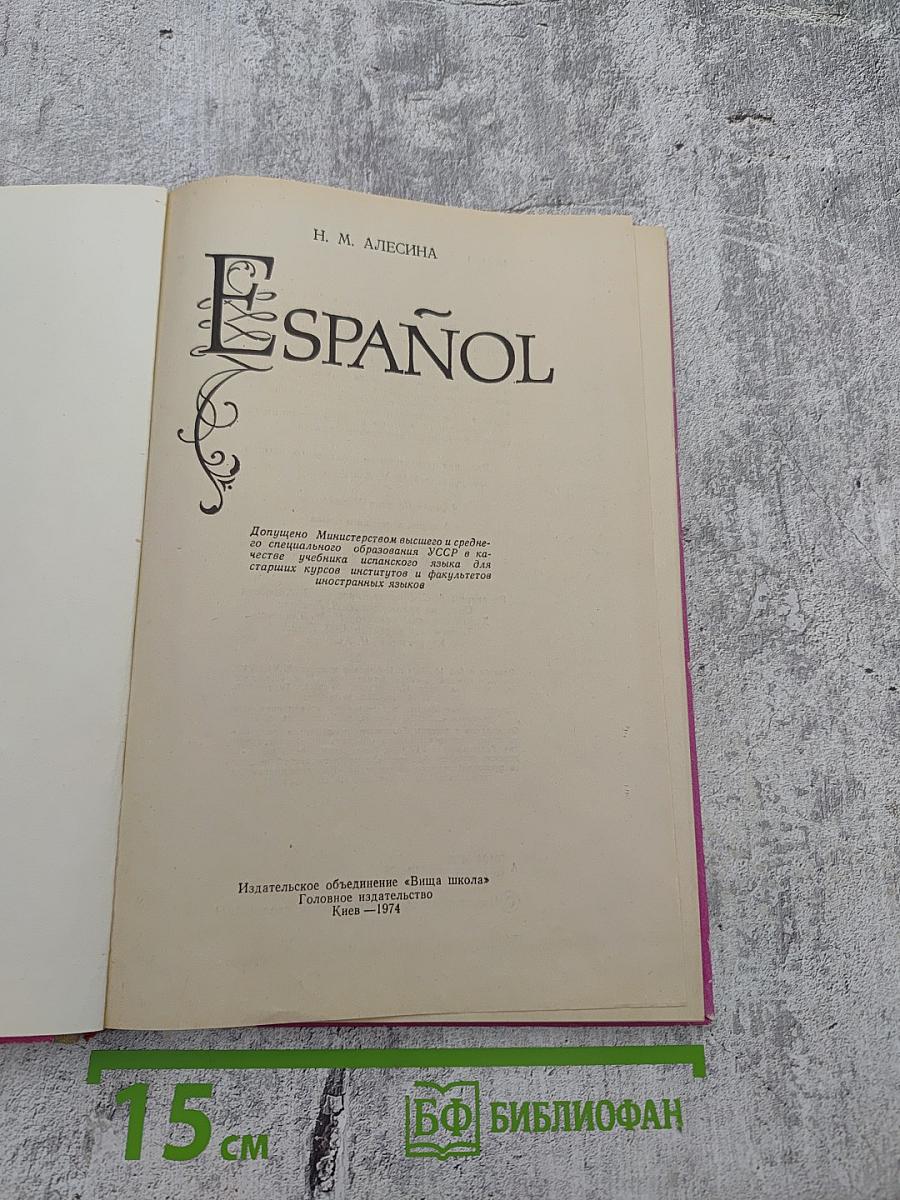 Н. М. АЛЕСИНА
ESPAÑOL
Допущено Министерством высшего и средне-
го специального образования УССР в ка-
честве учебника испанского языка для
старших курсов институтов и факультетов
иностранных языков
Издательское объединение «Вища школа»
Головное издательство
Киев —1974
15 см
БФ БИБЛИОФАН